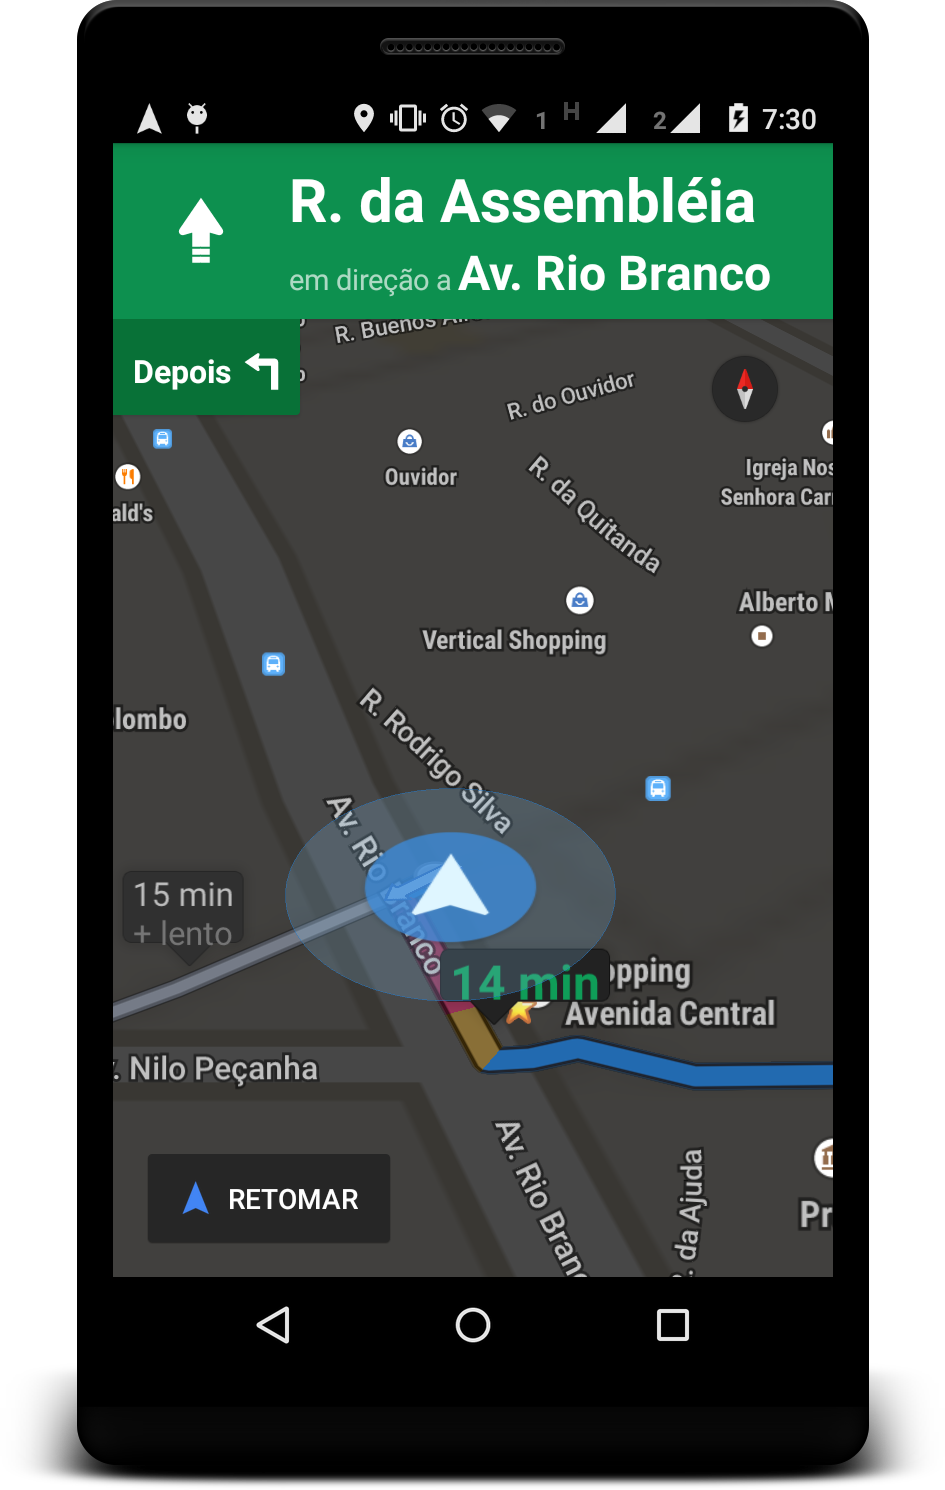 1 H 2 7:30
R. da Assembléia
em direção a Av. Rio Branco
Depois
R. Buenos
R. do Ouvidor
Ouvidor
R. da Quitanda
Igreja Nos
Senhora Car
ald's
Vertical Shopping
Alberto
lombo
R. Rodrigo Silva
Av. Rio Branco
15 min
+ lento
14 min
opping
Avenida Central
. Nilo Peçanha
Av. Rio Bran
. da Ajuda
Pr
RETOMAR